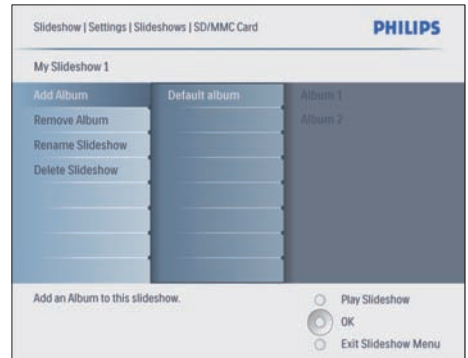 Slideshow | Settings | Slideshows | SD/MMC Card
PHILIPS
My Slideshow 1
Add Album
Default album
Album 1
Remove Album
Album 2
Rename Slideshow
Delete Slideshow
Add an Album to this slideshow.
Play Slideshow
OK
Exit Slideshow Menu